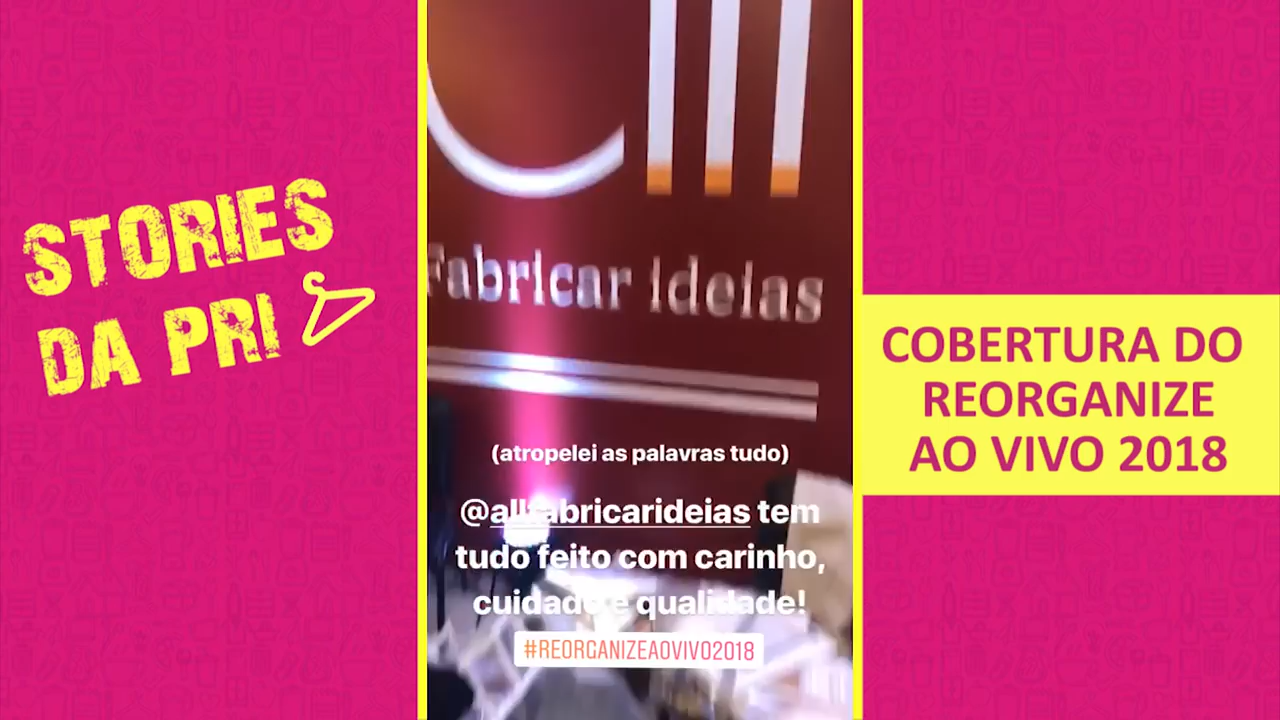 STORIES
DA PRI
Fabricar ideias
(atropelei as palavras tudo)
@allfabricarideias tem
tudo feito com carinho,
cuidado e qualidade!
#REORGANIZEAOVIVO2018
COBERTURA DO
REORGANIZE
AO VIVO 2018